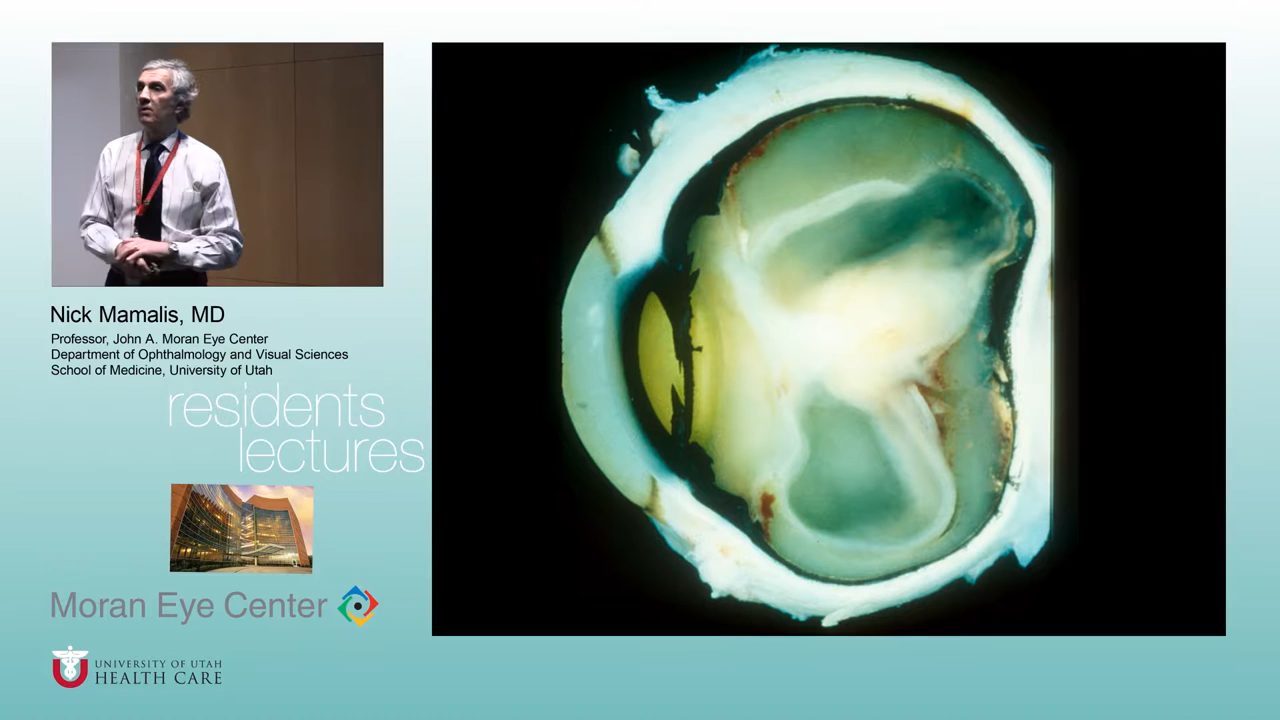 Nick Mamalis, MD
Professor, John A. Moran Eye Center
Department of Ophthalmology and Visual Sciences
School of Medicine, University of Utah
residents
lectures
Moran Eye Center
UNIVERSITY OF UTAH
HEALTH CARE